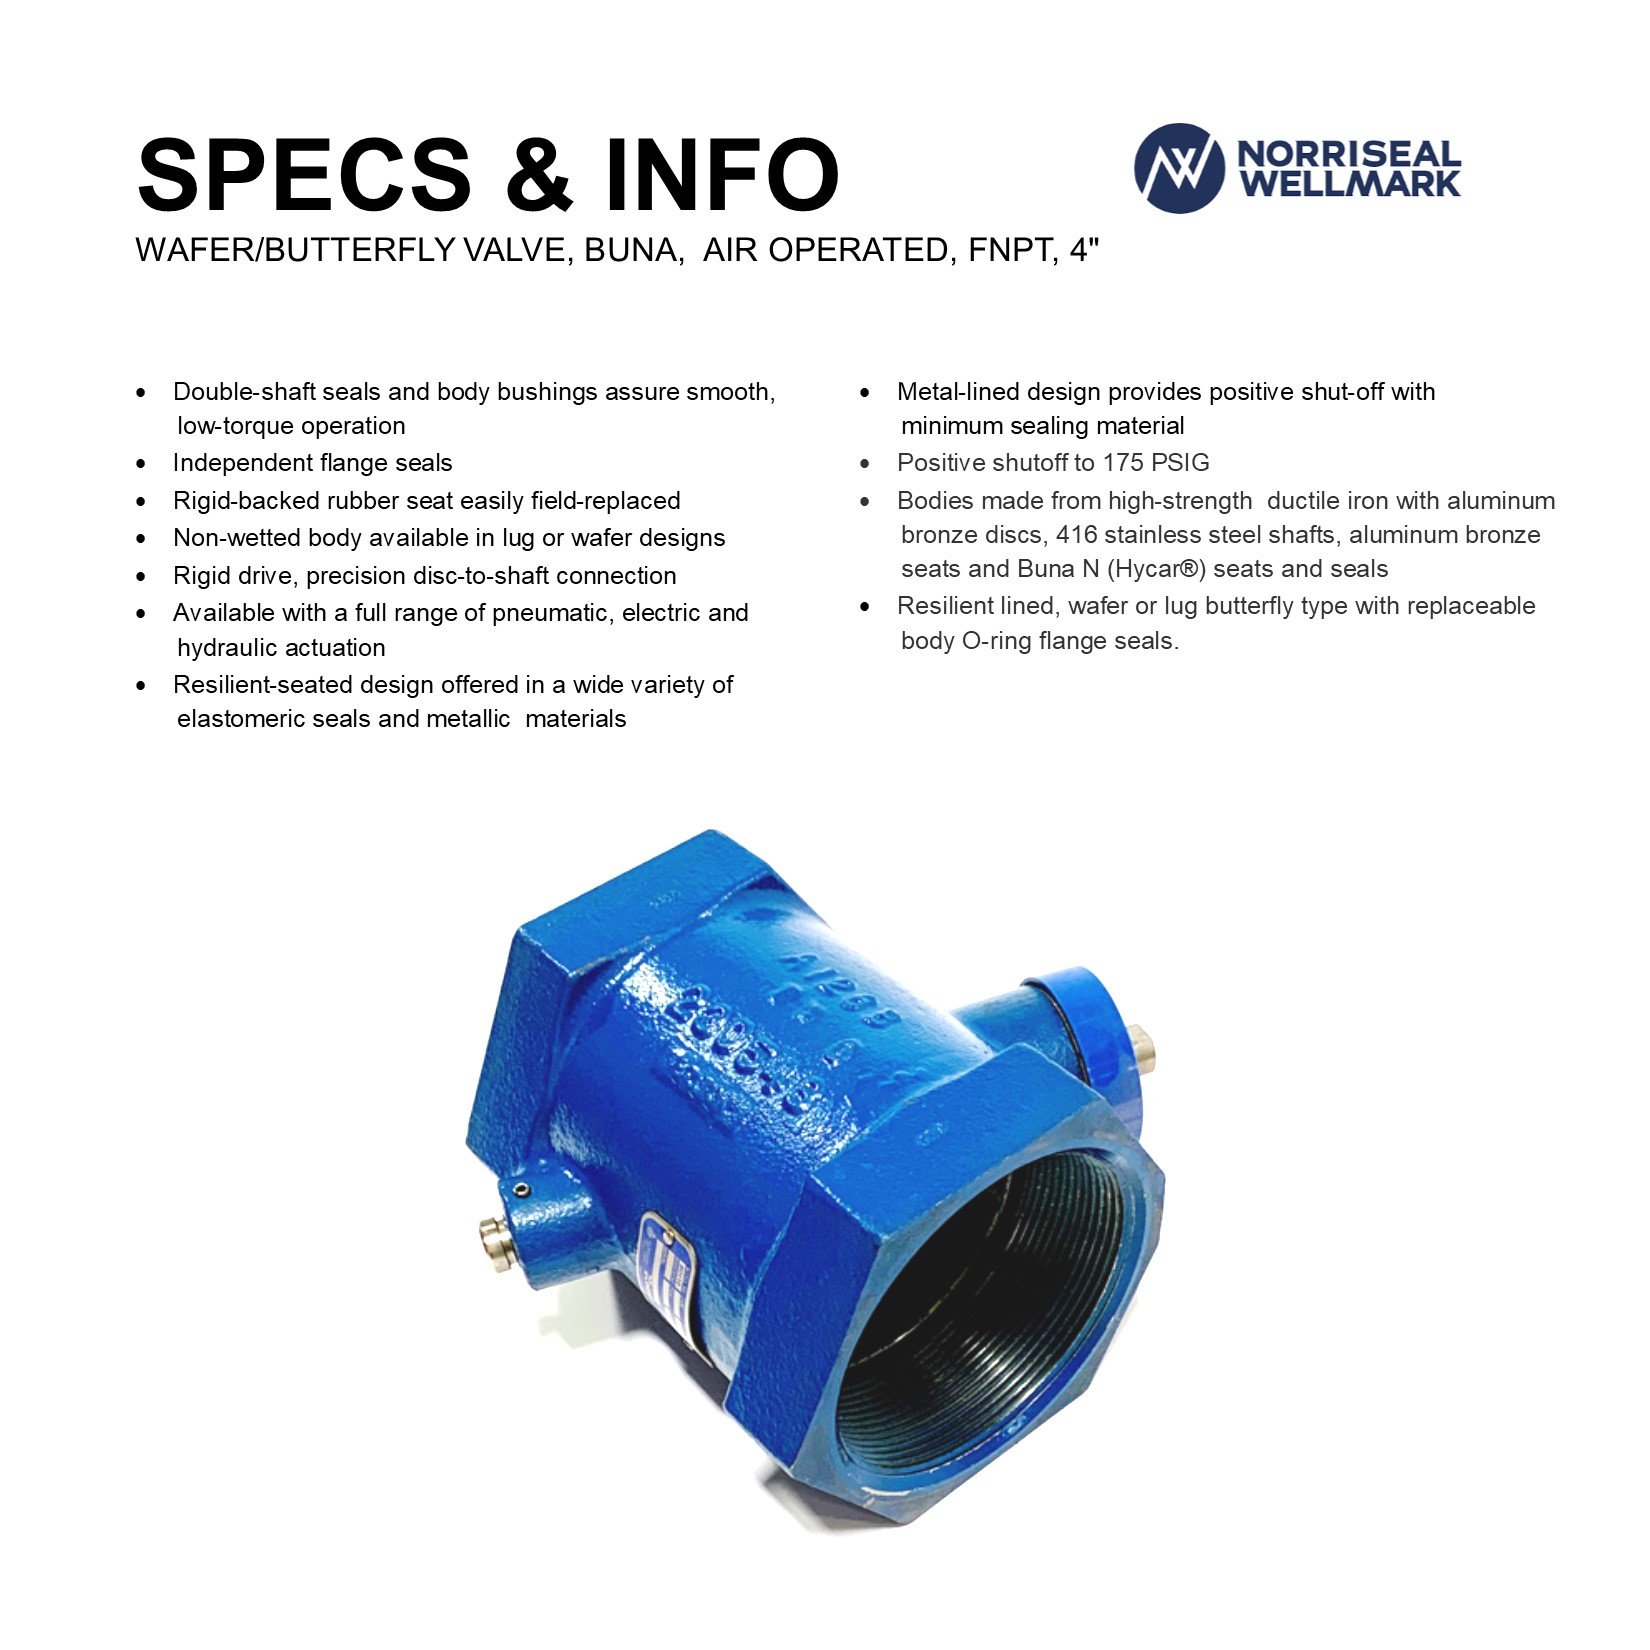 SPECS & INFO
NORRISEAL
WELLMARK
WAFER/BUTTERFLY VALVE, BUNA, AIR OPERATED, FNPT, 4"
• Double-shaft seals and body bushings assure smooth,
low-torque operation
• Independent flange seals
• Rigid-backed rubber seat easily field-replaced
• Non-wetted body available in lug or wafer designs
• Rigid drive, precision disc-to-shaft connection
• Available with a full range of pneumatic, electric and
hydraulic actuation
• Resilient-seated design offered in a wide variety of
elastomeric seals and metallic materials
• Metal-lined design provides positive shut-off with
minimum sealing material
• Positive shutoff to 175 PSIG
• Bodies made from high-strength ductile iron with aluminum
bronze discs, 416 stainless steel shafts, aluminum bronze
seats and Buna N (Hycar®) seats and seals
• Resilient lined, wafer or lug butterfly type with replaceable
body O-ring flange seals.